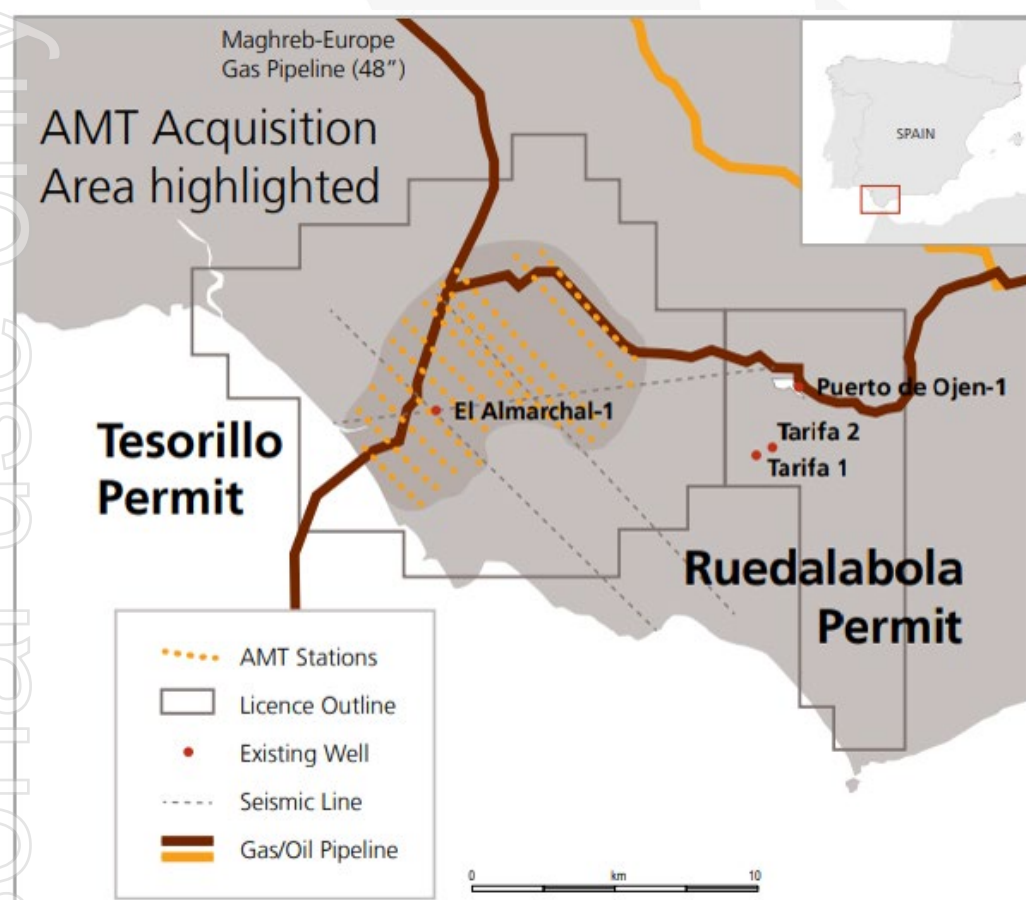 Maghreb-Europe
Gas Pipeline (48”)
AMT Acquisition
Area highlighted
SPAIN
Puerto de Ojen-1
El Almarchal-1
Tarifa 2
Tarifa 1
Tesorillo
Permit
Ruedalabola
Permit
AMT Stations
Licence Outline
Existing Well
Seismic Line
Gas/Oil Pipeline
0 km 10